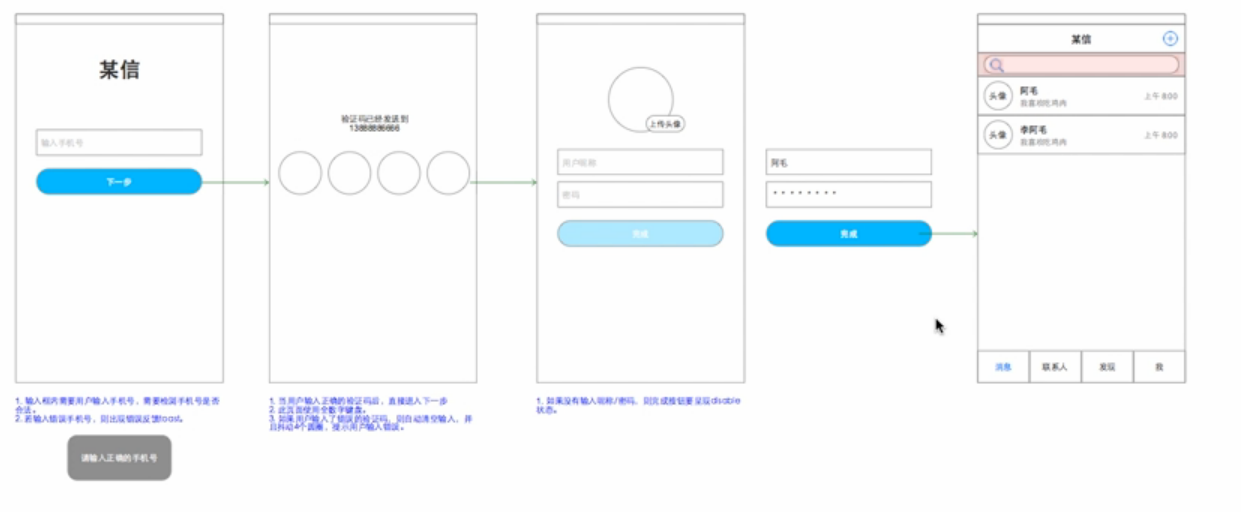 某信
输入手机号
下一步
1. 输入框内需要用户输入手机号，需要检测手机号是否
合法。
2. 若输入错误手机号，则出现错误反馈toast。
请输入正确的手机号
验证码已经发送到
13888886666
1. 当用户输入正确的验证码后，直接进入下一步
2. 此页面使用全数字键盘。
3. 如果用户输入了错误的验证码，则自动清空输入，并
且抖动4个圆圈，提示用户输入错误。
上传头像
用户昵称
密码
完成
1. 如果没有输入昵称/密码，则完成按钮要呈现disable
状态。
阿毛
完成
某信
头像
阿毛
我喜欢吃鸡肉
上午 8:00
头像
李阿毛
我喜欢吃鸡肉
上午 8:00
消息
联系人
发现
我